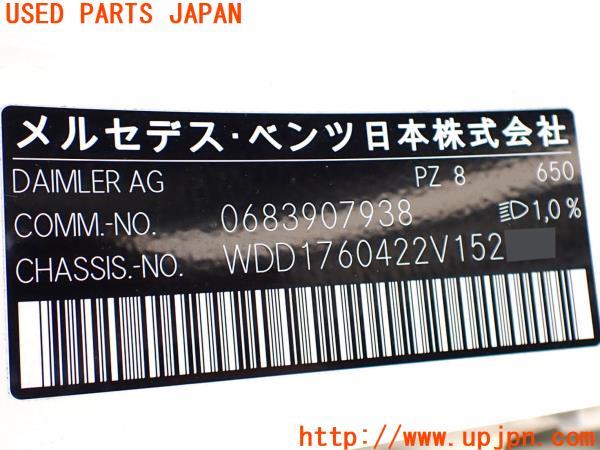 USED PARTS JAPAN
メルセデス・ベンツ日本株式会社
DAIMLER AG PZ 8 650
COMM.-NO. 0683907938 1,0%
CHASSIS.-NO. WDD1760422V152
http://www.upjpn.com